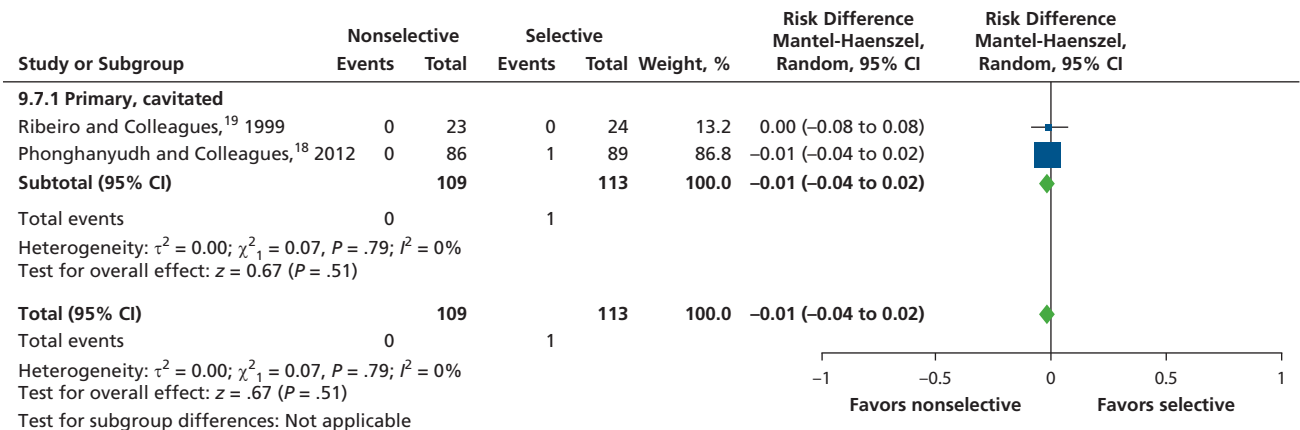 Risk Difference Risk Difference
Nonselective Selective Mantel-Haenszel, Mantel-Haenszel,
Study or Subgroup Events Total Events Total Weight, % Random, 95% CI Random, 95% CI
9.7.1 Primary, cavitated
Ribeiro and Colleagues,19 1999 0 23 0 24 13.2 0.00 (–0.08 to 0.08)
Phonghanyudh and Colleagues,18 2012 0 86 1 89 86.8 –0.01 (–0.04 to 0.02)
Subtotal (95% CI) 109 113 100.0 –0.01 (–0.04 to 0.02)
Total events 0 1
Heterogeneity: τ2 = 0.00; χ21 = 0.07, P = .79; I2 = 0%
Test for overall effect: z = 0.67 (P = .51)
Total (95% CI) 109 113 100.0 –0.01 (–0.04 to 0.02)
Total events 0 1
Heterogeneity: τ2 = 0.00; χ21 = 0.07, P = .79; I2 = 0%
Test for overall effect: z = .67 (P = .51)
Test for subgroup differences: Not applicable
–1 –0.5 0 0.5 1
Favors nonselective Favors selective